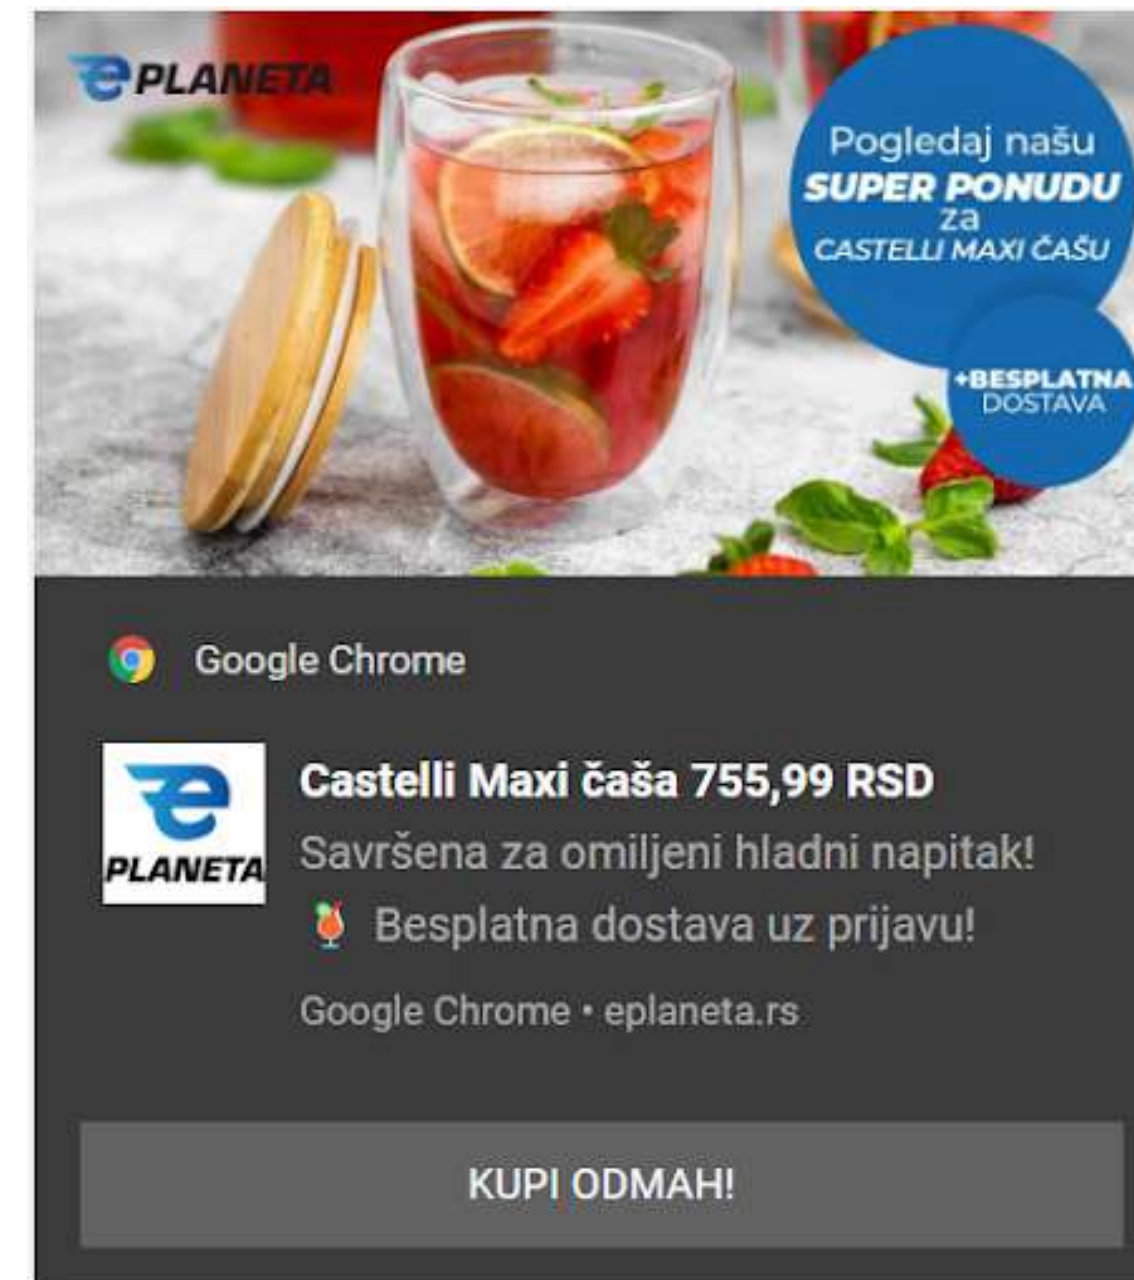 e PLANETA
Pogledaj našu
SUPER PONUDU
za
CASTELLI MAXI ČAŠU
+BESPLATNA
DOSTAVA
Google Chrome
e
PLANETA
Castelli Maxi čaša 755,99 RSD
Savršena za omiljeni hladni napitak!
Besplatna dostava uz prijavu!
Google Chrome • eplaneta.rs
KUPI ODMAH!